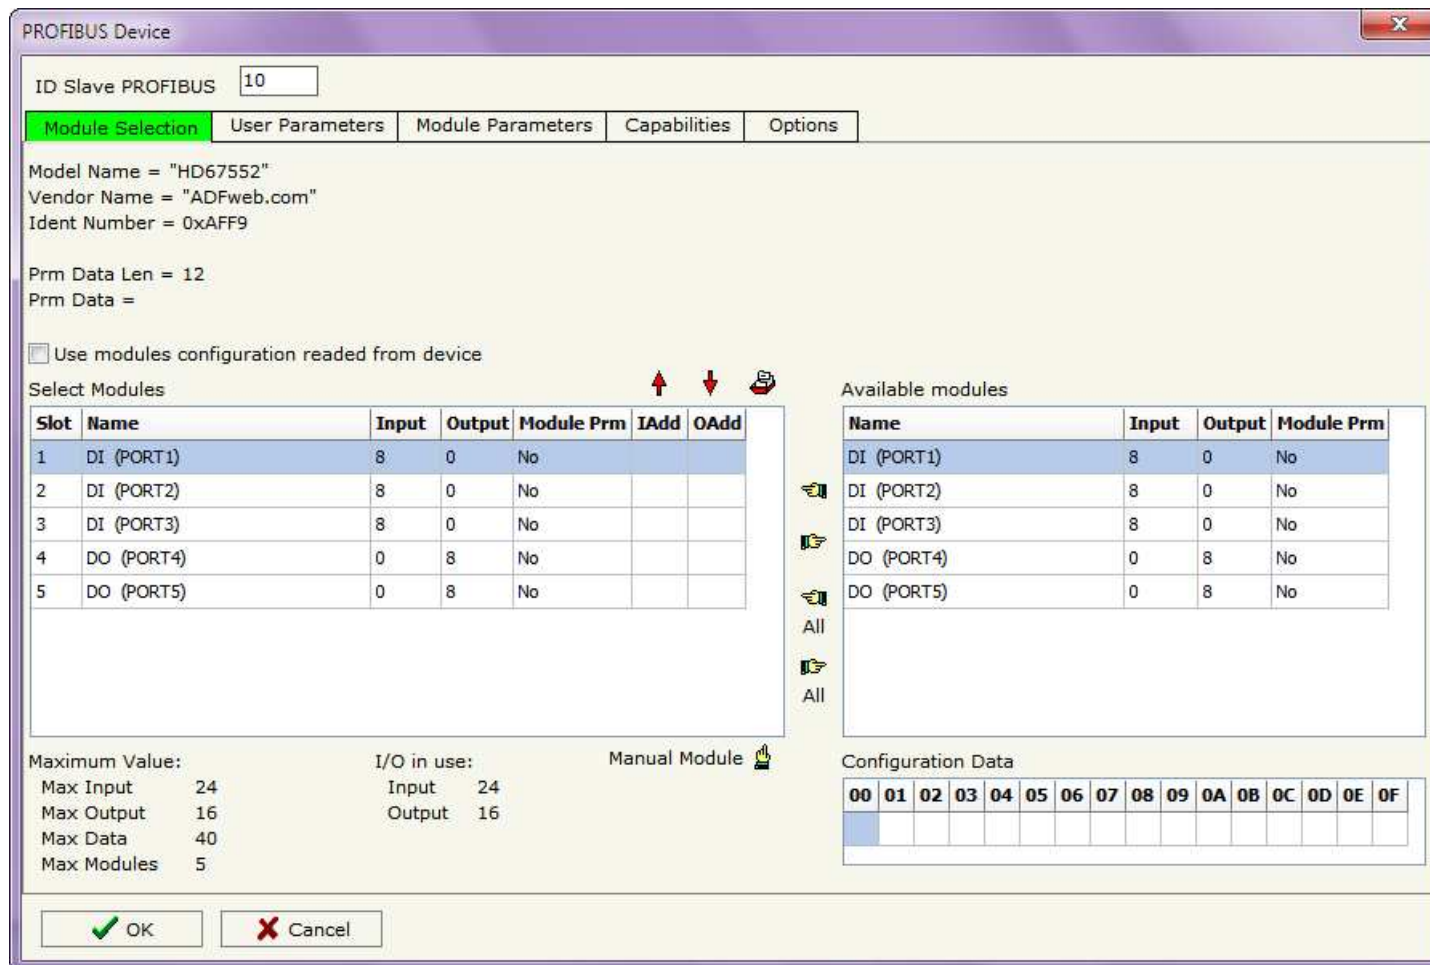 PROFIBUS Device
ID Slave PROFIBUS 10
Module Selection User Parameters Module Parameters Capabilities Options
Model Name = "HD67552"
Vendor Name = "ADFweb.com"
Ident Number = 0xAFF9
Prm Data Len = 12
Prm Data =
Use modules configuration readed from device
Select Modules
Slot Name Input Output Module Prm IAdd OAdd
1 DI (PORT1) 8 0 No
2 DI (PORT2) 8 0 No
3 DI (PORT3) 8 0 No
4 DO (PORT4) 0 8 No
5 DO (PORT5) 0 8 No
All
All
Available modules
Name Input Output Module Prm
DI (PORT1) 8 0 No
DI (PORT2) 8 0 No
DI (PORT3) 8 0 No
DO (PORT4) 0 8 No
DO (PORT5) 0 8 No
Maximum Value:
Max Input 24
Max Output 16
Max Data 40
Max Modules 5
I/O in use:
Input 24
Output 16
Manual Module
Configuration Data
00 01 02 03 04 05 06 07 08 09 0A 0B 0C 0D 0E 0F
OK Cancel